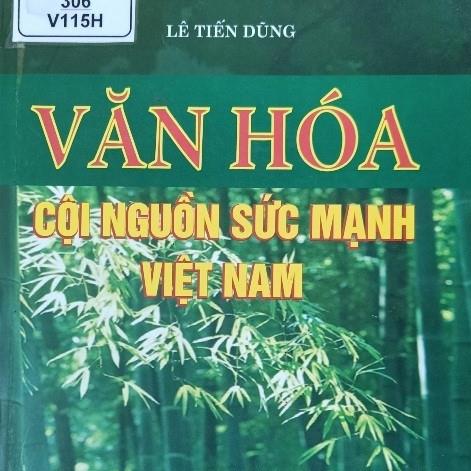 306
V115H
LÊ TIẾN DŨNG
VĂN HÓA
CỘI NGUỒN SỨC MẠNH
VIỆT NAM